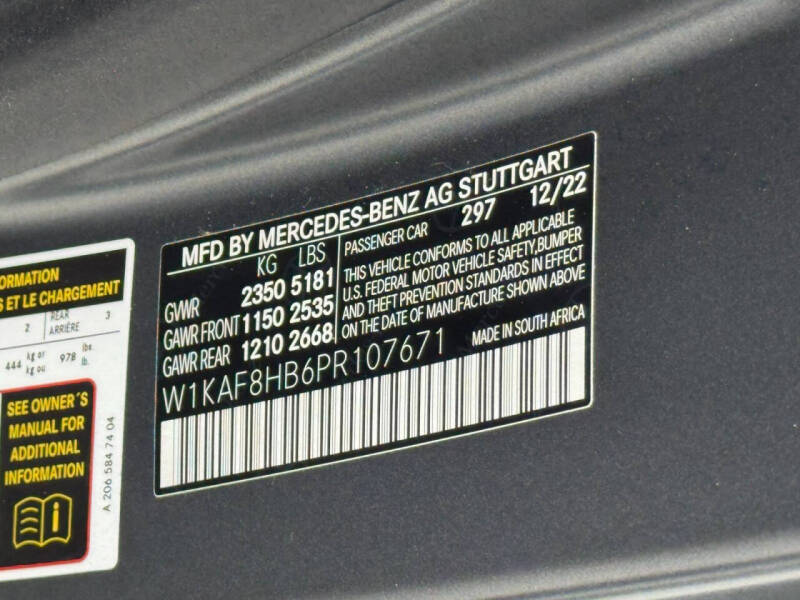 MFD BY MERCEDES-BENZ AG STUTTGART
KG LBS
GVWR 2350 5181
GAWR FRONT 1150 2535
GAWR REAR 1210 2668
PASSENGER CAR 297 12/22
THIS VEHICLE CONFORMS TO ALL APPLICABLE
U.S. FEDERAL MOTOR VEHICLE SAFETY, BUMPER
AND THEFT PREVENTION STANDARDS IN EFFECT
ON THE DATE OF MANUFACTURE SHOWN ABOVE
W1KAF8HB6PR107671
MADE IN SOUTH AFRICA
ORMATION
S ET LE CHARGEMENT
2 REAR 3
ARRIÈRE
444 kg or 978 lbs.
kg ou lb.
SEE OWNER'S
MANUAL FOR
ADDITIONAL
INFORMATION
i
A 206 584 74 04